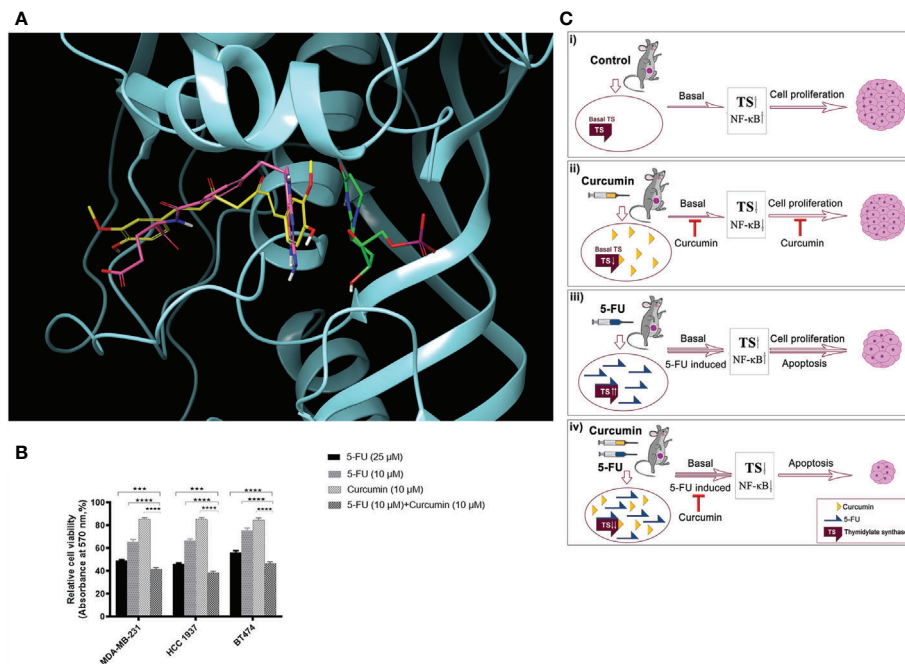 A
B
5-FU (25 µM)
5-FU (10 µM)
Curcumin (10 µM)
5-FU (10 µM)+Curcumin (10 µM)
Relative cell viability
(Absorbance at 570 nm,%)
100
80
60
40
20
0
*** *** ****
**** **** ****
**** **** ****
MDA-MB-231
HCC 1937
BT474
C
i)
Control
Basal TS
TS
Basal
TS
NF-κB
Cell proliferation
ii)
Curcumin
Basal TS
TS↓
Basal
Curcumin
TS↓
NF-κB↓
Cell proliferation
Curcumin
iii)
5-FU
TS↑↑
Basal
5-FU induced
TS↑
NF-κB↑
Cell proliferation
Apoptosis
iv)
Curcumin
5-FU
TS↓↓
Basal
5-FU induced
Curcumin
TS↓
NF-κB↓
Apoptosis
Curcumin
5-FU
TS Thymidylate synthase